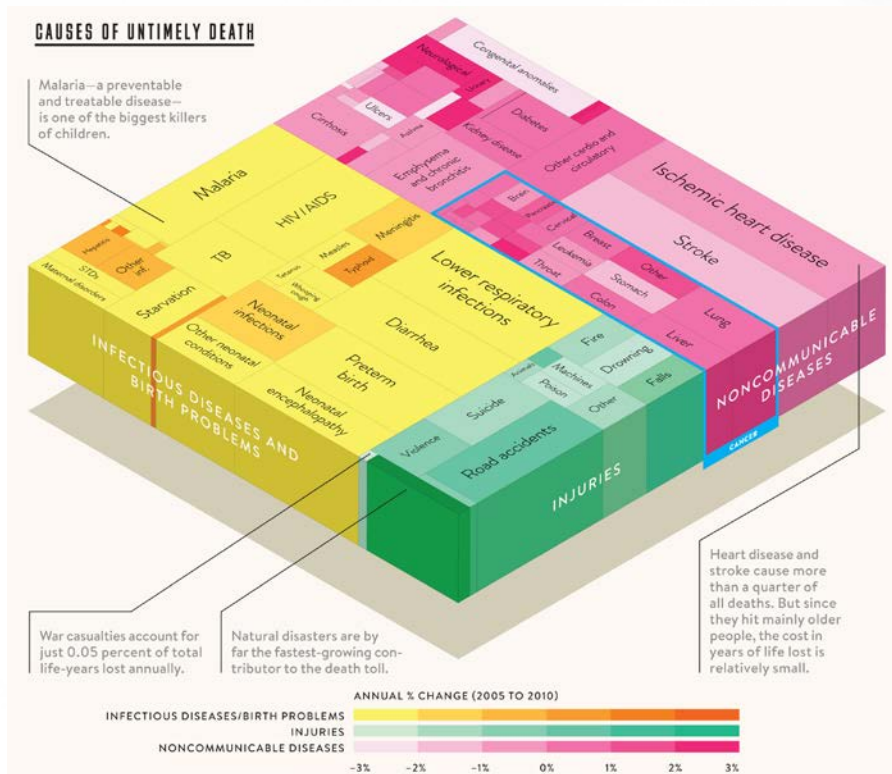 CAUSES OF UNTIMELY DEATH
Malaria—a preventable
and treatable disease—
is one of the biggest killers
of children.
Congenital anomalies
Neurological
Urinary
Ulcers
Cirrhosis
Asthma
Diabetes
Kidney disease
Other cardio and
circulatory
Emphysema
and chronic
bronchitis
Ischemic heart disease
Stroke
Brain
Pancreatic
Cervical
Breast
Leukemia
Other
Throat
Stomach
Colon
Lung
Liver
Malaria
HIV/AIDS
Meningitis
Measles
Typhoid
TB
Tetanus
Whooping
cough
Hepatitis
Other
inf.
STDs
Maternal disorders
Starvation
Lower respiratory
infections
Diarrhea
Neonatal
infections
Other neonatal
conditions
Preterm
birth
Neonatal
encephalopathy
Fire
Drowning
Animals
Machines
Poison
Falls
Other
Suicide
Violence
Road accidents
INFECTIOUS DISEASES AND
BIRTH PROBLEMS
INJURIES
CANCER
NONCOMMUNICABLE
DISEASES
War casualties account for
just 0.05 percent of total
life-years lost annually.
Natural disasters are by
far the fastest-growing con-
tributor to the death toll.
Heart disease and
stroke cause more
than a quarter of
all deaths. But since
they hit mainly older
people, the cost in
years of life lost is
relatively small.
ANNUAL % CHANGE (2005 TO 2010)
INFECTIOUS DISEASES/BIRTH PROBLEMS
INJURIES
NONCOMMUNICABLE DISEASES
-3% -2% -1% 0% 1% 2% 3%